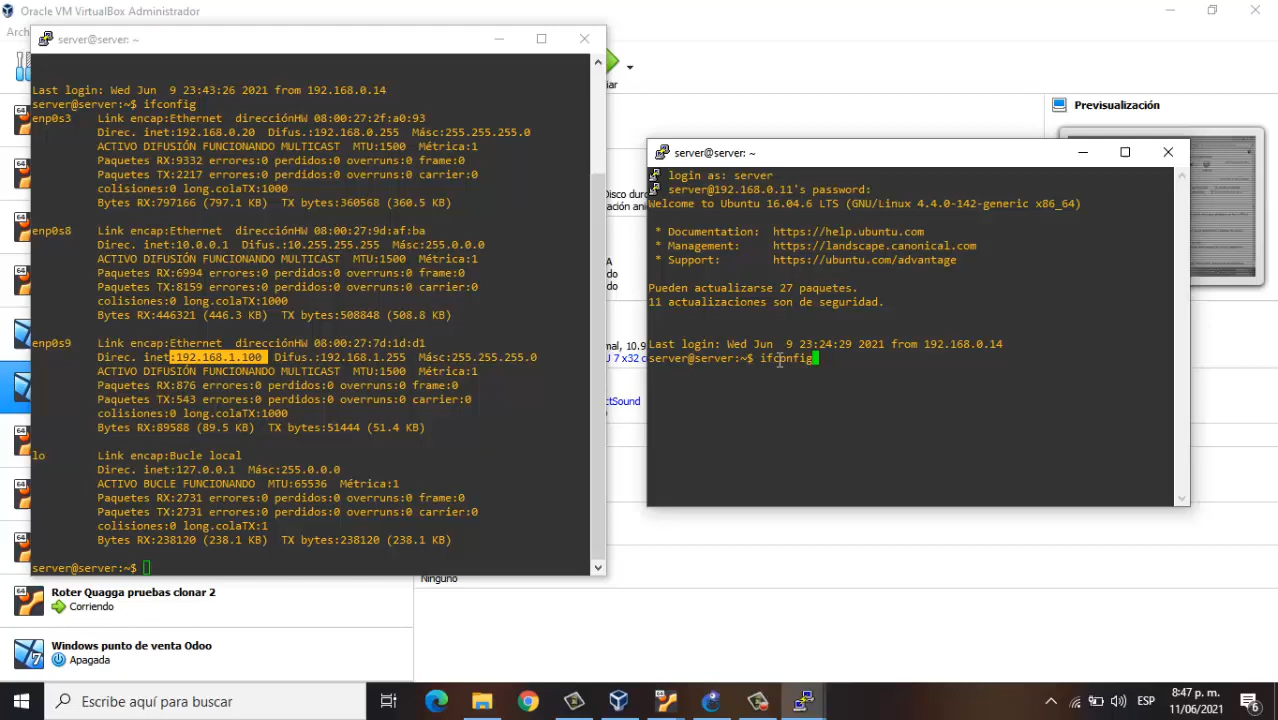 Oracle VM VirtualBox Administrador
Arch
server@server: ~
iar
Last login: Wed Jun  9 23:43:26 2021 from 192.168.0.14
server@server:~$ ifconfig
enp0s3    Link encap:Ethernet  direcciónHW 08:00:27:2f:a0:93
Direc. inet:192.168.0.20  Difus.:192.168.0.255  Másc:255.255.255.0
ACTIVO DIFUSIÓN FUNCIONANDO MULTICAST  MTU:1500  Métrica:1
Paquetes RX:9332 errores:0 perdidos:0 overruns:0 frame:0
Paquetes TX:2217 errores:0 perdidos:0 overruns:0 carrier:0
colisiones:0 long.colaTX:1000
Bytes RX:797166 (797.1 KB)  TX bytes:360568 (360.5 KB)
enp0s8    Link encap:Ethernet  direcciónHW 08:00:27:9d:af:ba
Direc. inet:10.0.0.1  Difus.:10.255.255.255  Másc:255.0.0.0
ACTIVO DIFUSIÓN FUNCIONANDO MULTICAST  MTU:1500  Métrica:1
Paquetes RX:6994 errores:0 perdidos:0 overruns:0 frame:0
Paquetes TX:8159 errores:0 perdidos:0 overruns:0 carrier:0
colisiones:0 long.colaTX:1000
Bytes RX:446321 (446.3 KB)  TX bytes:508848 (508.8 KB)
enp0s9    Link encap:Ethernet  direcciónHW 08:00:27:7d:1d:d1
Direc. inet:192.168.1.100  Difus.:192.168.1.255  Másc:255.255.255.0
ACTIVO DIFUSIÓN FUNCIONANDO MULTICAST  MTU:1500  Métrica:1
Paquetes RX:876 errores:0 perdidos:0 overruns:0 frame:0
Paquetes TX:543 errores:0 perdidos:0 overruns:0 carrier:0
colisiones:0 long.colaTX:1000
Bytes RX:89588 (89.5 KB)  TX bytes:51444 (51.4 KB)
lo        Link encap:Bucle local
Direc. inet:127.0.0.1  Másc:255.0.0.0
ACTIVO BUCLE FUNCIONANDO  MTU:65536  Métrica:1
Paquetes RX:2731 errores:0 perdidos:0 overruns:0 frame:0
Paquetes TX:2731 errores:0 perdidos:0 overruns:0 carrier:0
colisiones:0 long.colaTX:1
Bytes RX:238120 (238.1 KB)  TX bytes:238120 (238.1 KB)
server@server:~$
Previsualización
Disco duro
server@server: ~
login as: server
server@192.168.0.11's password:
Welcome to Ubuntu 16.04.6 LTS (GNU/Linux 4.4.0-142-generic x86_64)
* Documentation:  https://help.ubuntu.com
* Management:     https://landscape.canonical.com
* Support:        https://ubuntu.com/advantage
Pueden actualizarse 27 paquetes.
11 actualizaciones son de seguridad.
Last login: Wed Jun  9 23:24:29 2021 from 192.168.0.14
server@server:~$ ifconfig
Ninguno
Roter Quagga pruebas clonar 2
Corriendo
Windows punto de venta Odoo
Apagada
Escribe aquí para buscar
ESP
8:47 p. m.
11/06/2021
6